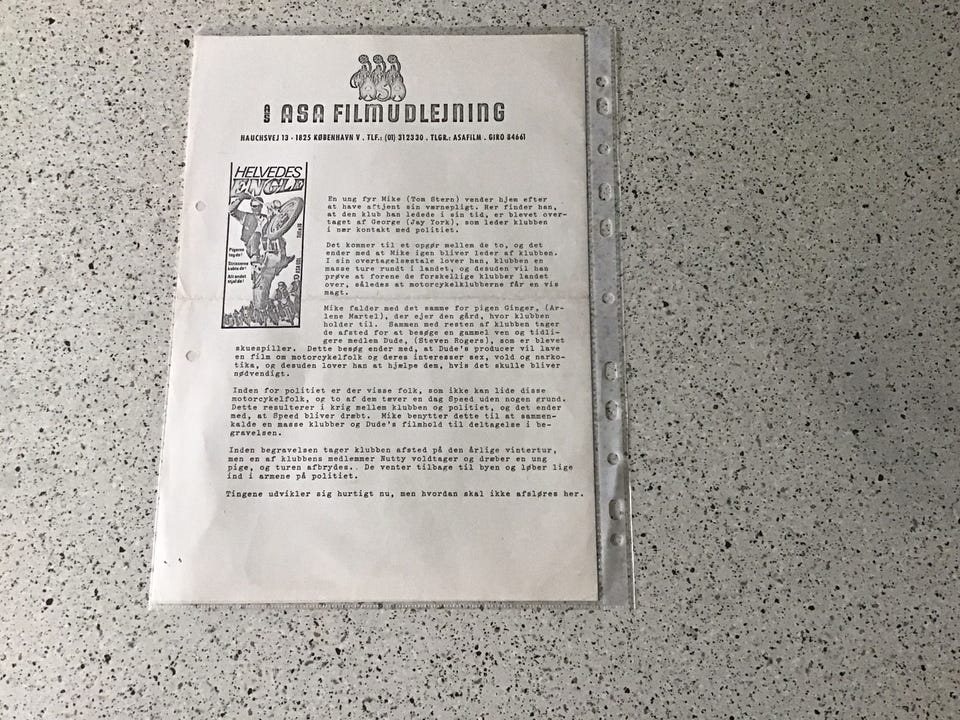 ASA
I ASA FILMUDLEJNING
HAUCHSVEJ 13 · 1825 KØBENHAVN V . TLF.: (01) 312330 . TLGR.: ASAFILM . GIRO 84661
HELVEDES
ENGLE
Pigerne
tog de!
Strisserne
kaldte de!
Alt andet
stjal de!
En ung fyr Mike (Tom Stern) vender hjem efter
at have aftjent sin værnepligt. Her finder han,
at den klub han ledede i sin tid, er blevet over-
taget af George (Jay York), som leder klubben
i nær kontakt med politiet.
Det kommer til et opgør mellem de to, og det
ender med at Mike igen bliver leder af klubben.
I sin overtagelsestale lover han, klubben en
masse ture rundt i landet, og desuden vil han
prøve at forene de forskellige klubber landet
over, således at motorcykelklubberne får en vis
magt.
Mike falder med det samme for pigen Ginger, (Ar-
lene Martel), der ejer den gård, hvor klubben
holder til. Sammen med resten af klubben tager
de afsted for at besøge en gammel ven og tidli-
gere medlem Dude, (Steven Rogers), som er blevet
skuespiller. Dette besøg ender med, at Dude's producer vil lave
en film om motorcykelfolk og deres interesser sex, vold og narko-
tika, og desuden lover han at hjælpe dem, hvis det skulle bliver
nødvendigt.
Inden for politiet er der visse folk, som ikke kan lide disse
motorcykelfolk, og to af dem tæver en dag Speed uden nogen grund.
Dette resulterer i krig mellem klubben og politiet, og det ender
med, at Speed bliver dræbt. Mike benytter dette til at sammen-
kalde en masse klubber og Dude's filmhold til deltagelse i be-
gravelsen.
Inden begravelsen tager klubben afsted på den årlige vintertur,
men en af klubbens medlemmer Nutty voldtager og dræber en ung
pige, og turen afbrydes.. De venter tilbage til byen og løber lige
ind i armene på politiet.
Tingene udvikler sig hurtigt nu, men hvordan skal ikke afsløres her.